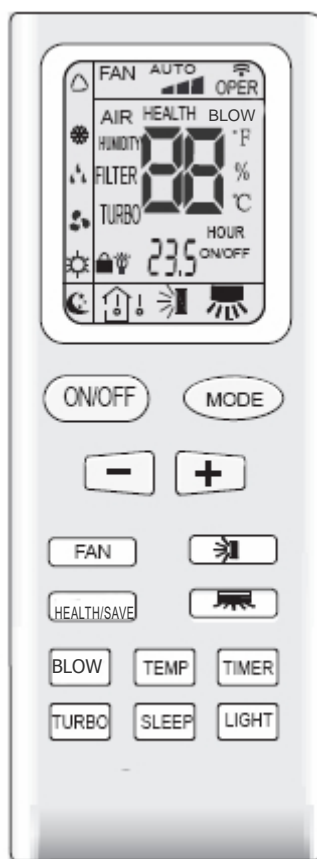 FAN AUTO OPER
AIR HEALTH BLOW
HUMIDITY 88 °F
FILTER %
TURBO °C
HOUR
23.5 ON/OFF
ON/OFF MODE
- +
FAN
HEALTH/SAVE
BLOW TEMP TIMER
TURBO SLEEP LIGHT